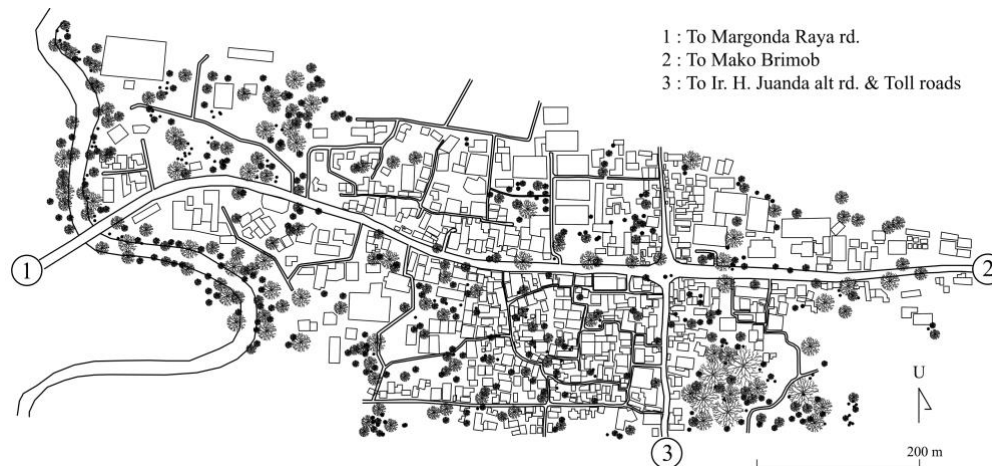 1 : To Margonda Raya rd.
2 : To Mako Brimob
3 : To Ir. H. Juanda alt rd. & Toll roads
1
2
U
200 m
3